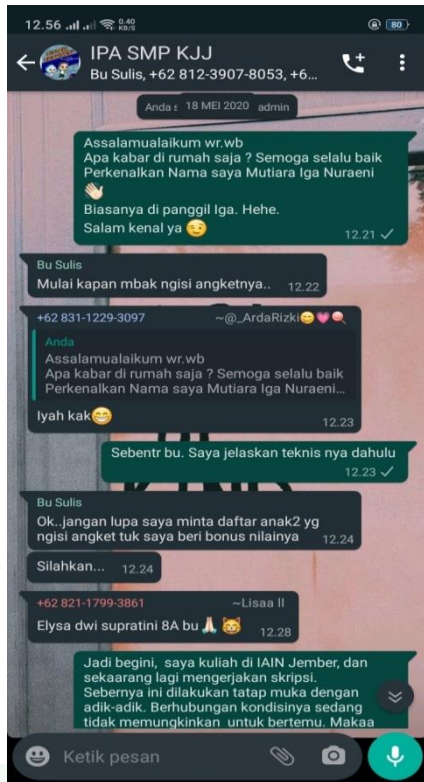 12.56
0.40
KB/S
80
IPA SMP KJJ
Bu Sulis, +62 812-3907-8053, +6...
Anda
18 MEI 2020
admin
Assalamualaikum wr.wb
Apa kabar di rumah saja ? Semoga selalu baik
Perkenalkan Nama saya Mutiara Iga Nuraeni
👋🏻
Biasanya di panggil Iga. Hehe.
Salam kenal ya 😉
12.21 ✓
Bu Sulis
Mulai kapan mbak ngisi angketnya.. 12.22
+62 831-1229-3097 ~@_ArdaRizki😁💗🍭
Anda
Assalamualaikum wr.wb
Apa kabar di rumah saja ? Semoga selalu baik
Perkenalkan Nama saya Mutiara Iga Nuraeni...
Iyah kak😁
12.23
Sebentr bu. Saya jelaskan teknis nya dahulu
12.23 ✓
Bu Sulis
Ok..jangan lupa saya minta daftar anak2 yg
ngisi angket tuk saya beri bonus nilainya 12.24
Silahkan... 12.24
+62 821-1799-3861 ~Lisaa II
Elysa dwi supratini 8A bu 🙏🏻 😸 12.28
Jadi begini, saya kuliah di IAIN Jember, dan
sekaarang lagi mengerjakan skripsi.
Sebernya ini dilakukan tatap muka dengan
adik-adik. Berhubungan kondisinya sedang
tidak memungkinkan untuk bertemu. Makaa
Ketik pesan